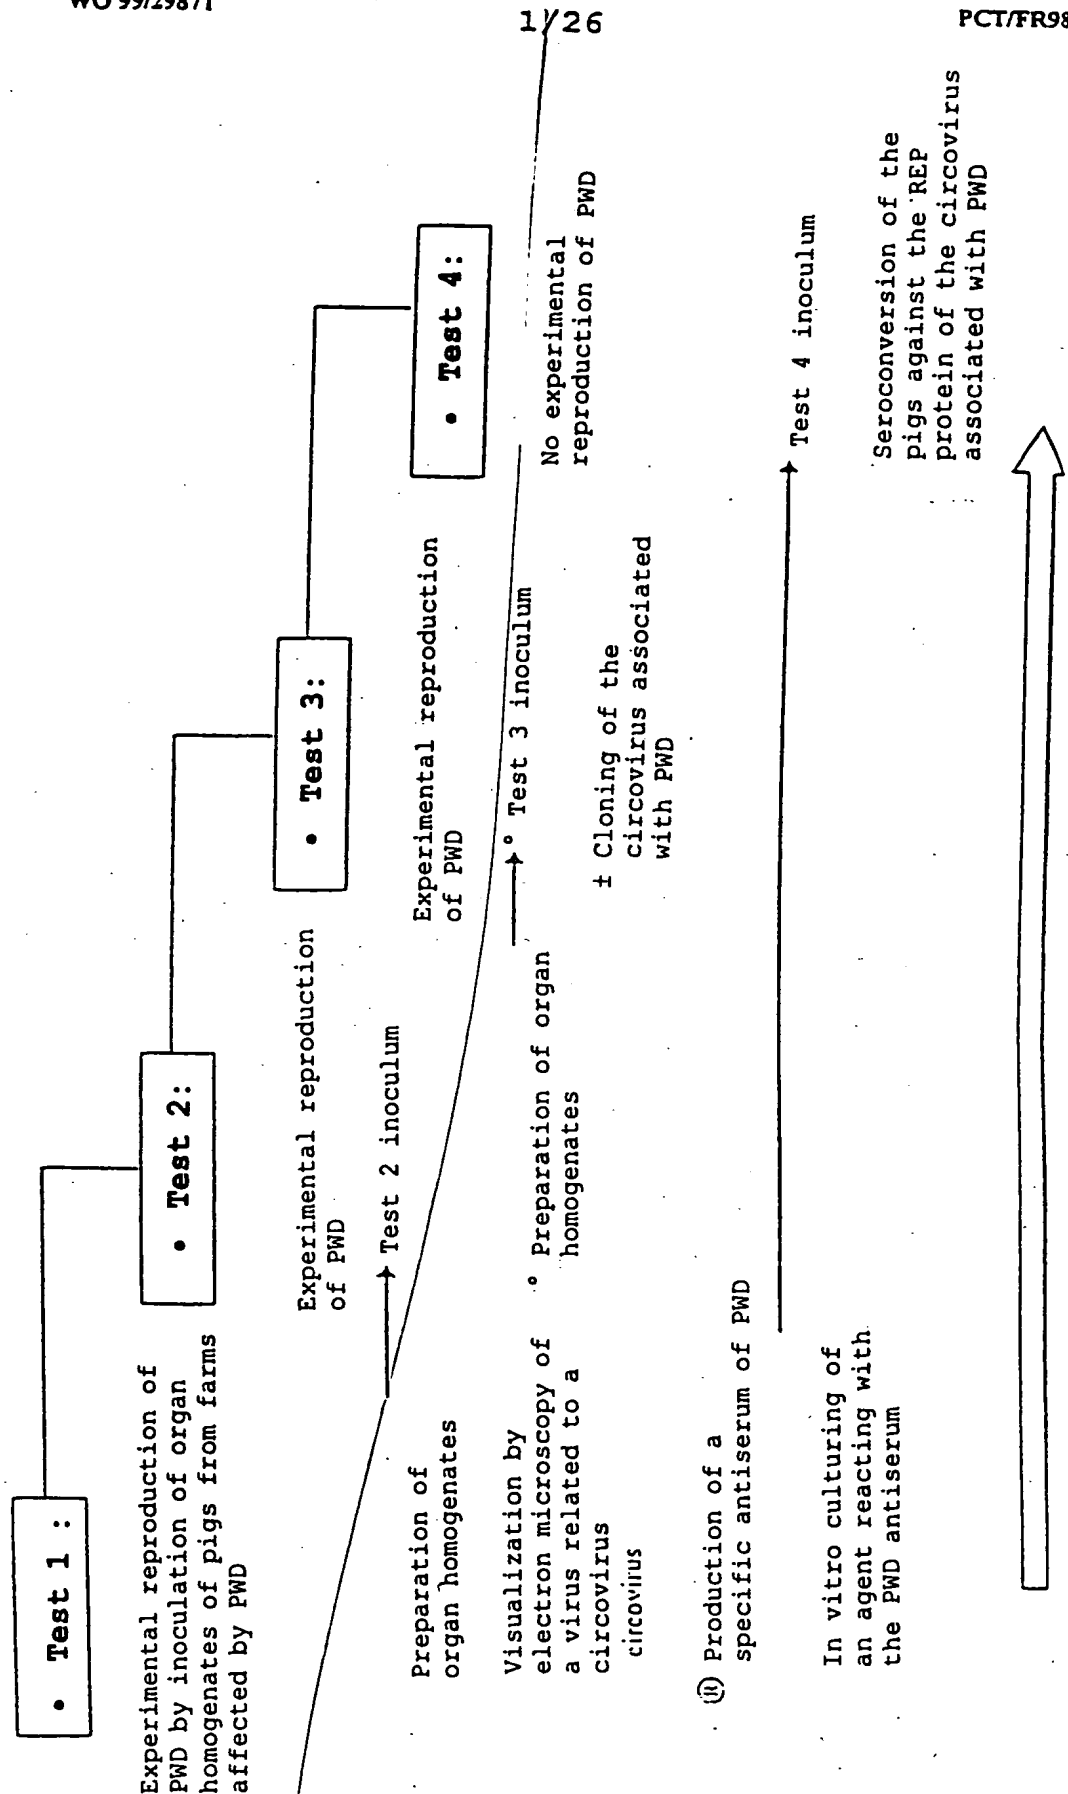 WO 99/29871
1/26
PCT/FR98
• Test 1 :
Experimental reproduction of
PWD by inoculation of organ
homogenates of pigs from farms
affected by PWD
• Test 2:
Experimental reproduction
of PWD
• Test 3:
Experimental reproduction
of PWD
• Test 4:
No experimental
reproduction of PWD
Preparation of
organ homogenates
Test 2 inoculum
Visualization by
electron microscopy of
a virus related to a
circovirus
circovirus
° Preparation of organ
homogenates
° Test 3 inoculum
± Cloning of the
circovirus associated
with PWD
Production of a
specific antiserum of PWD
In vitro culturing of
an agent reacting with
the PWD antiserum
Test 4 inoculum
Seroconversion of the
pigs against the REP
protein of the circovirus
associated with PWD